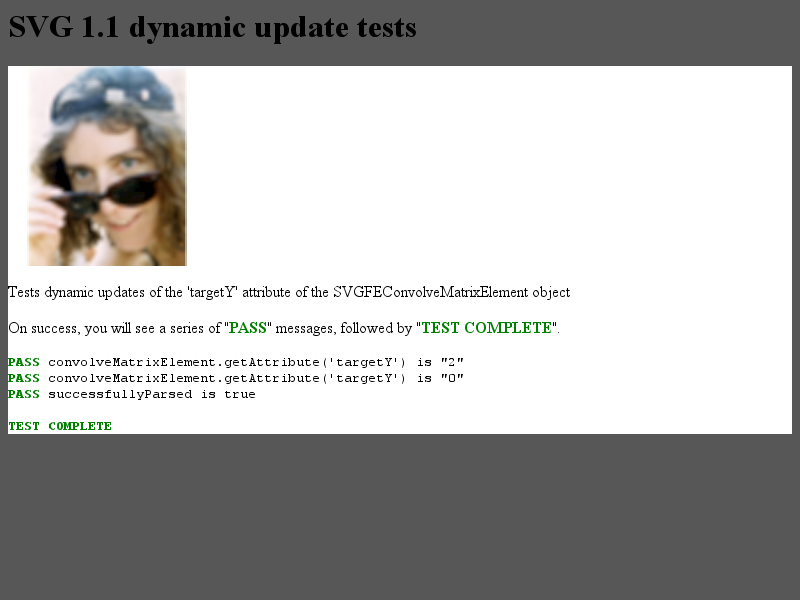 SVG 1.1 dynamic update tests
Tests dynamic updates of the 'targetY' attribute of the SVGFEConvolveMatrixElement object
On success, you will see a series of "PASS" messages, followed by "TEST COMPLETE".
PASS convolveMatrixElement.getAttribute('targetY') is "2"
PASS convolveMatrixElement.getAttribute('targetY') is "0"
PASS successfullyParsed is true
TEST COMPLETE